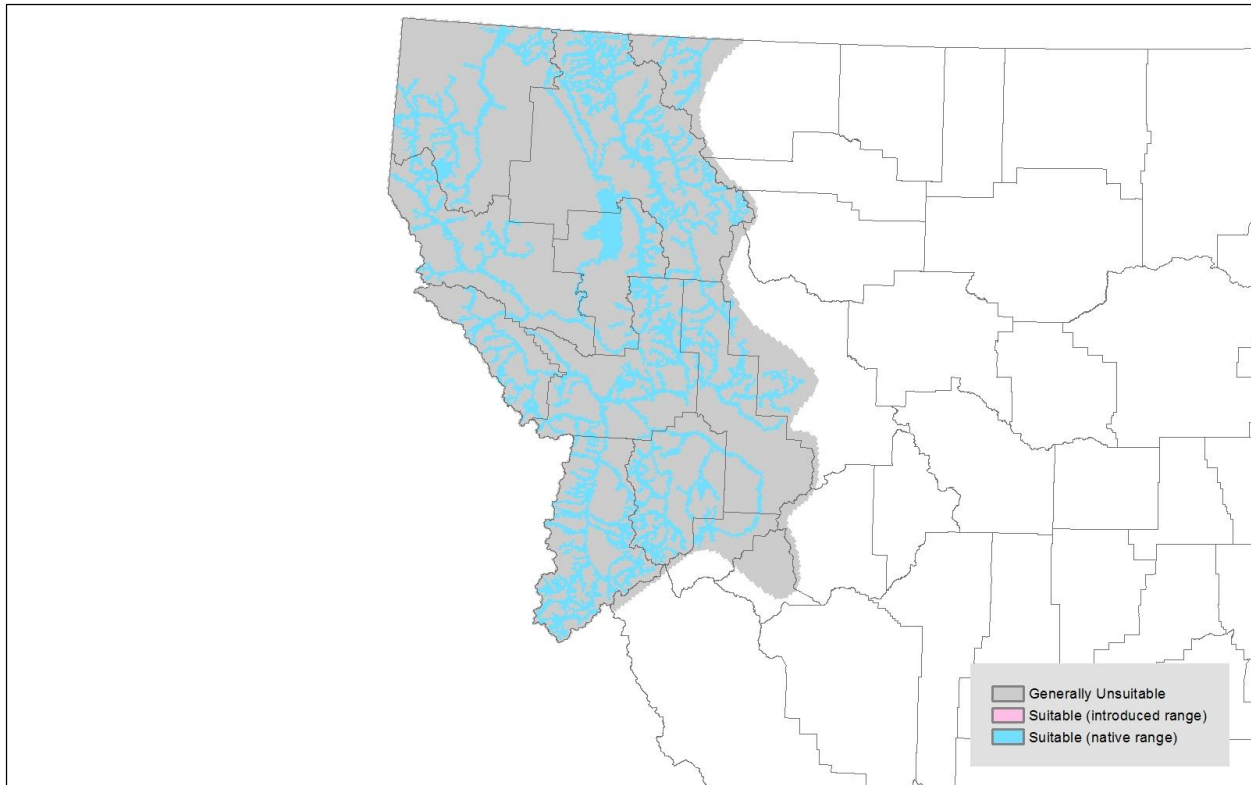 Generally Unsuitable
Suitable (introduced range)
Suitable (native range)